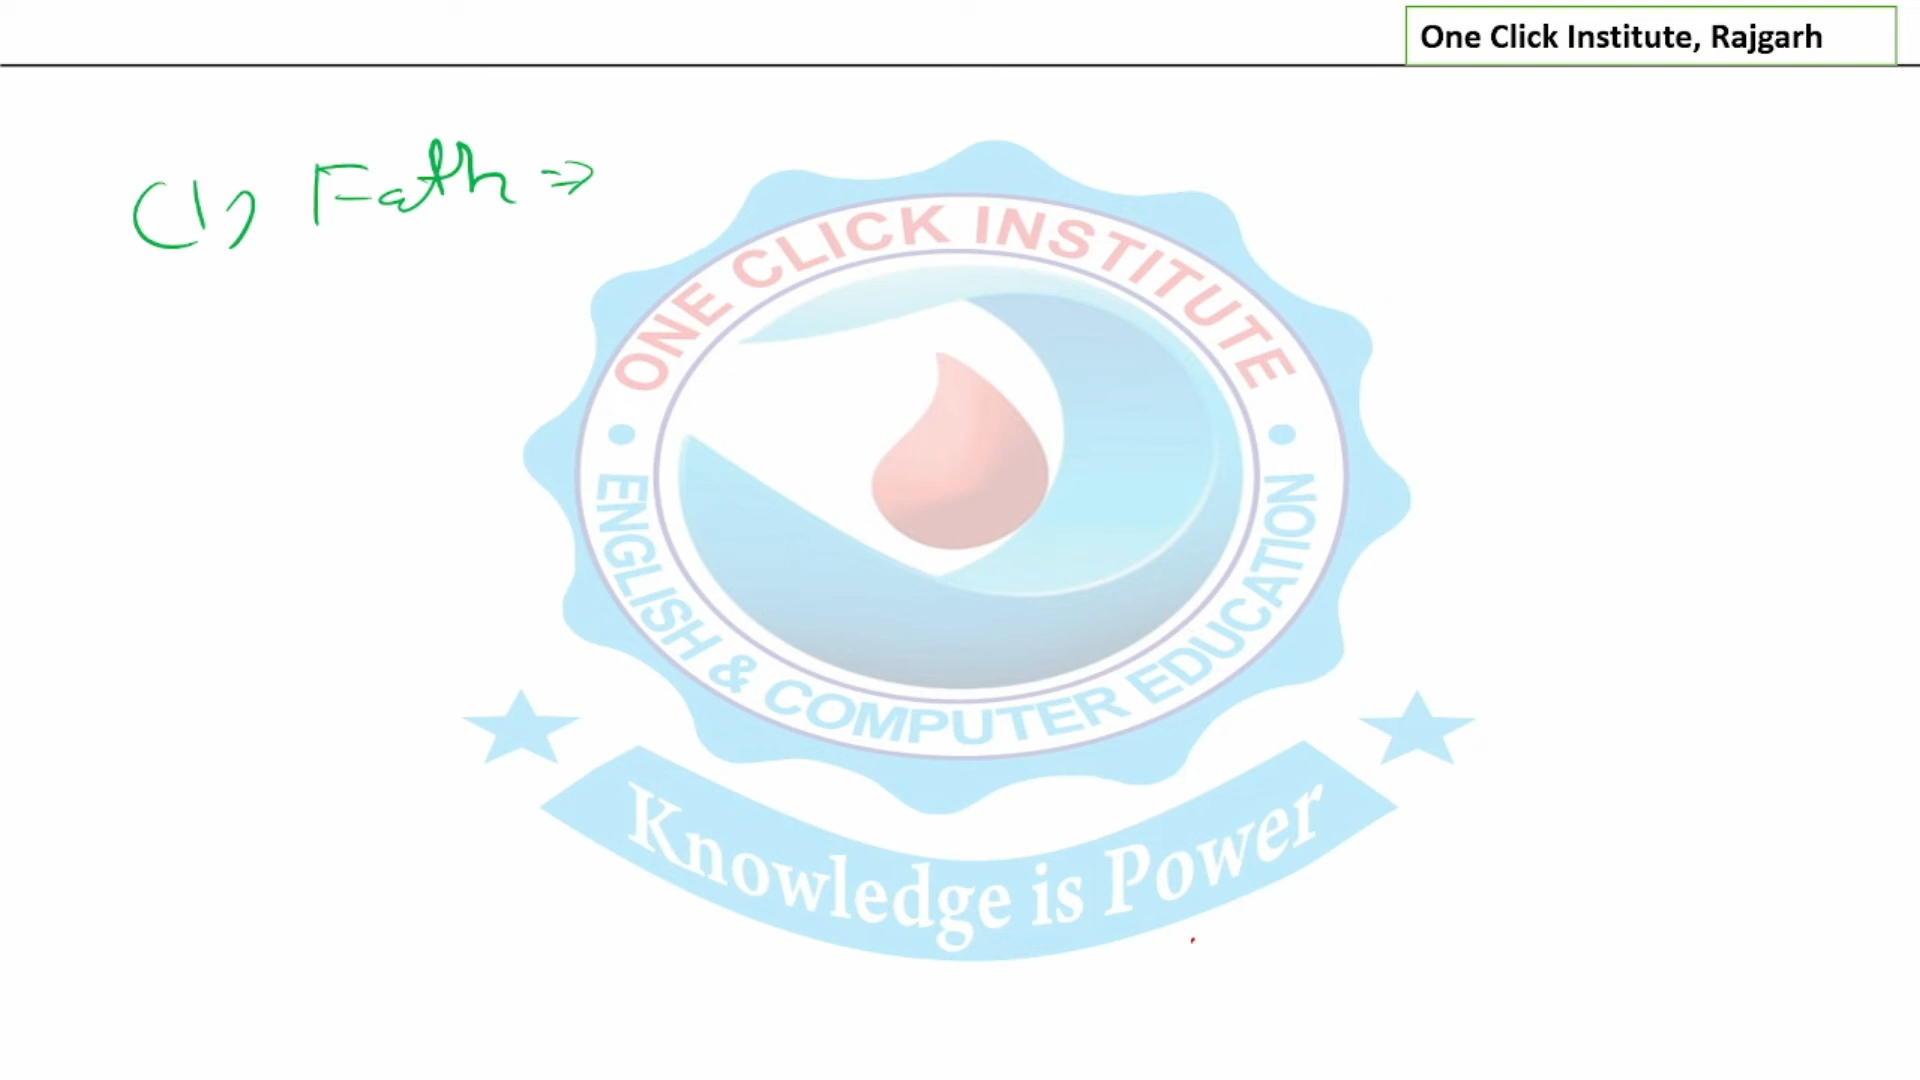 One Click Institute, Rajgarh
(1) Fath ⇒
ONE CLICK INSTITUTE
ENGLISH & COMPUTER EDUCATION
Knowledge is Power